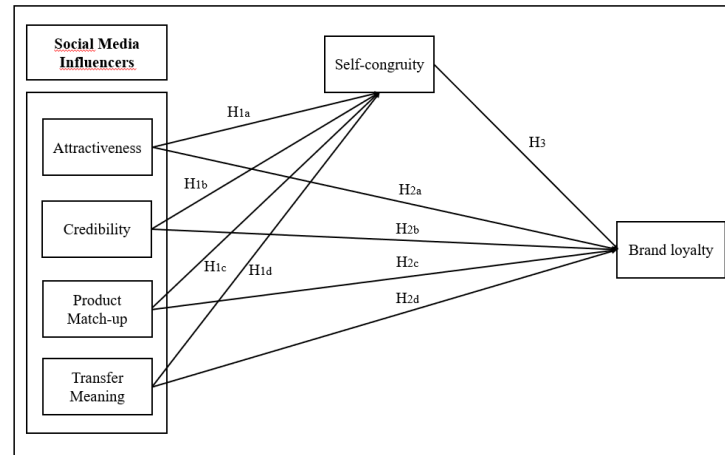 Social Media
Influencers
Self-congruity
H1a
Attractiveness
H3
H1b
H2a
Credibility
H2b
Brand loyalty
H1c
H1d
H2c
Product
Match-up
H2d
Transfer
Meaning